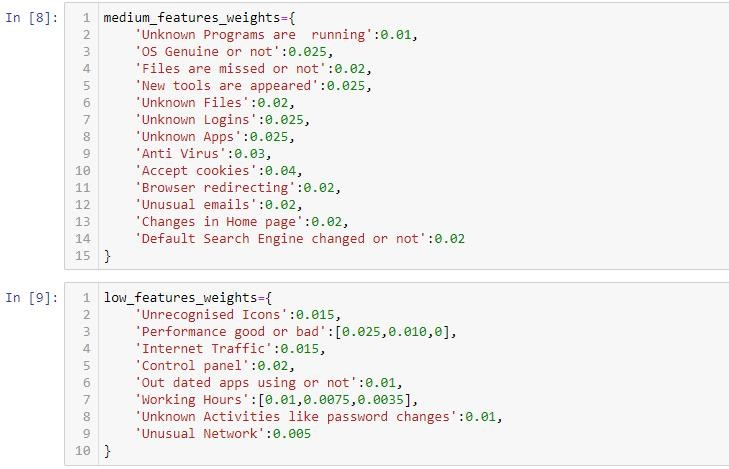 In [8]: 1 medium_features_weights={
2 'Unknown Programs are  running':0.01,
3 'OS Genuine or not':0.025,
4 'Files are missed or not':0.02,
5 'New tools are appeared':0.025,
6 'Unknown Files':0.02,
7 'Unknown Logins':0.025,
8 'Unknown Apps':0.025,
9 'Anti Virus':0.03,
10 'Accept cookies':0.04,
11 'Browser redirecting':0.02,
12 'Unusual emails':0.02,
13 'Changes in Home page':0.02,
14 'Default Search Engine changed or not':0.02
15 }
In [9]: 1 low_features_weights={
2 'Unrecognised Icons':0.015,
3 'Performance good or bad':[0.025,0.010,0],
4 'Internet Traffic':0.015,
5 'Control panel':0.02,
6 'Out dated apps using or not':0.01,
7 'Working Hours':[0.01,0.0075,0.0035],
8 'Unknown Activities like password changes':0.01,
9 'Unusual Network':0.005
10 }